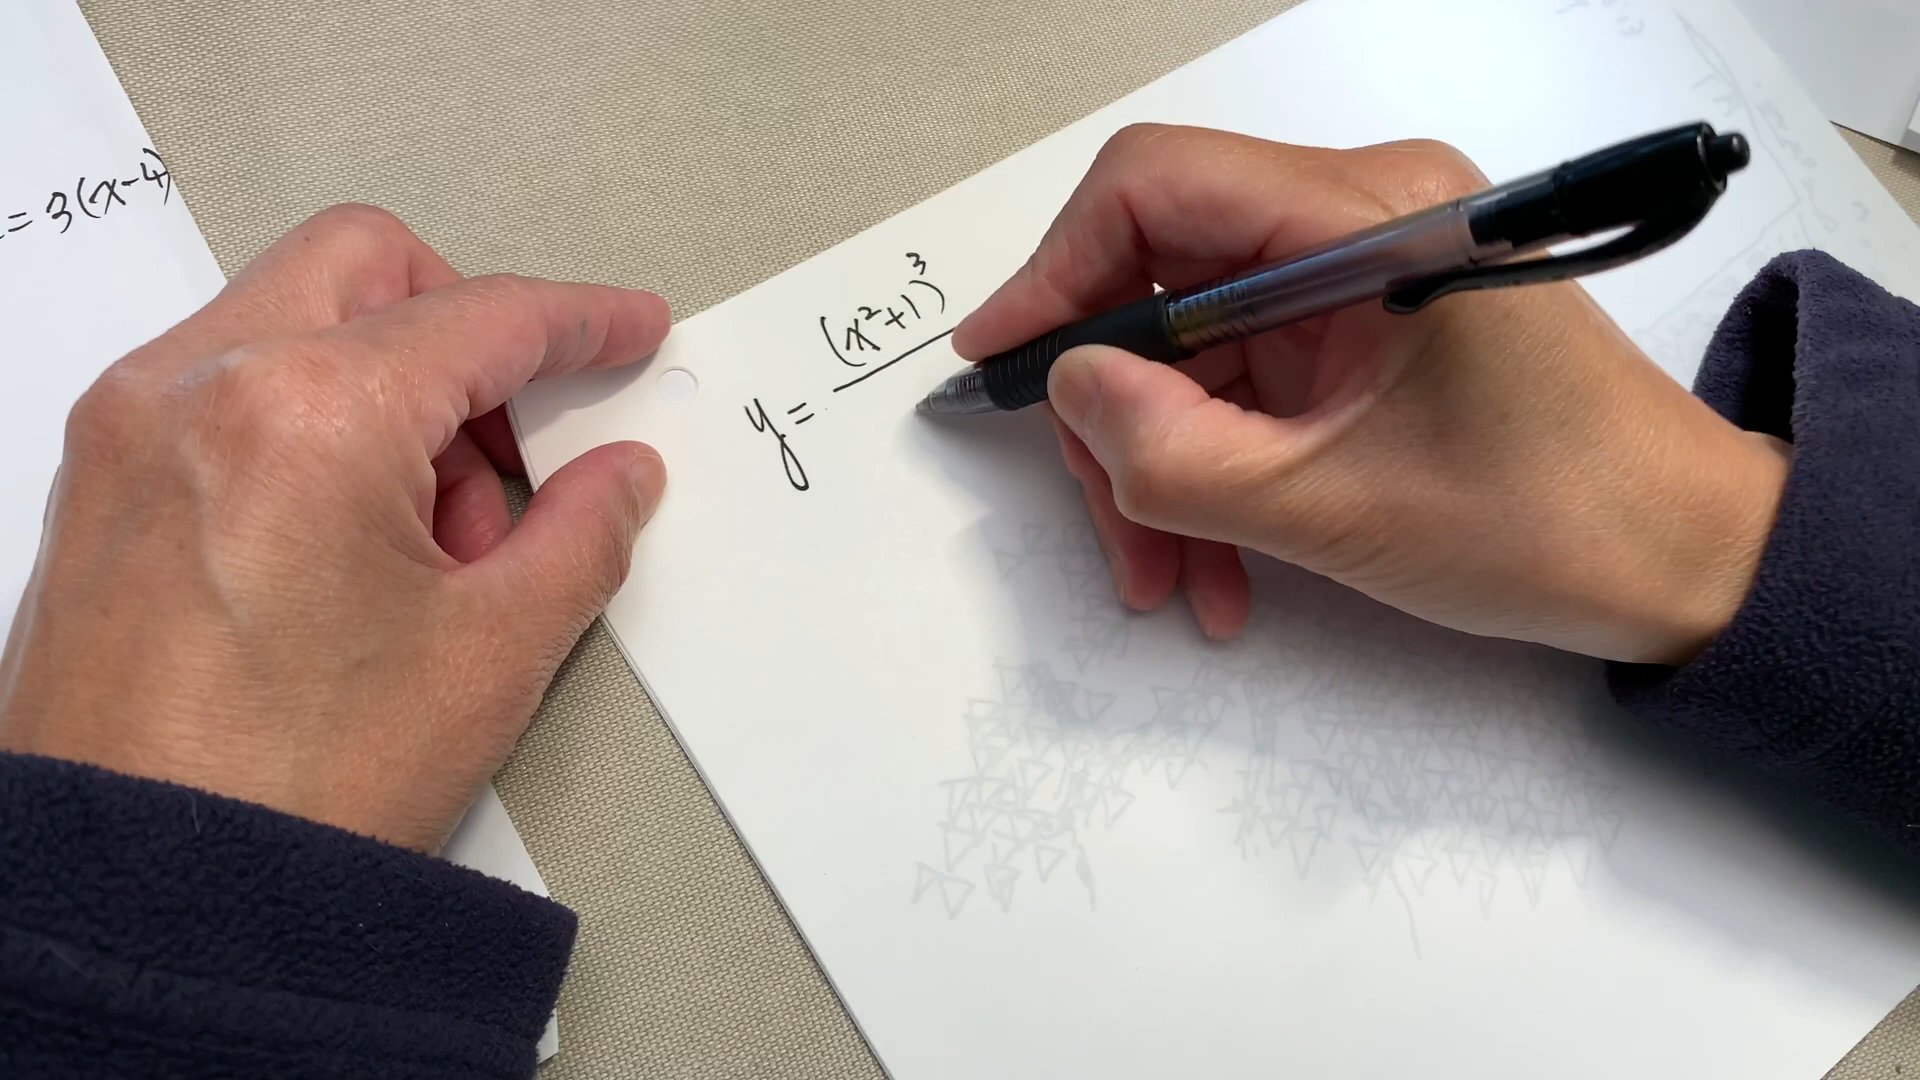 = 3(x-4)
y = (x²+1)³